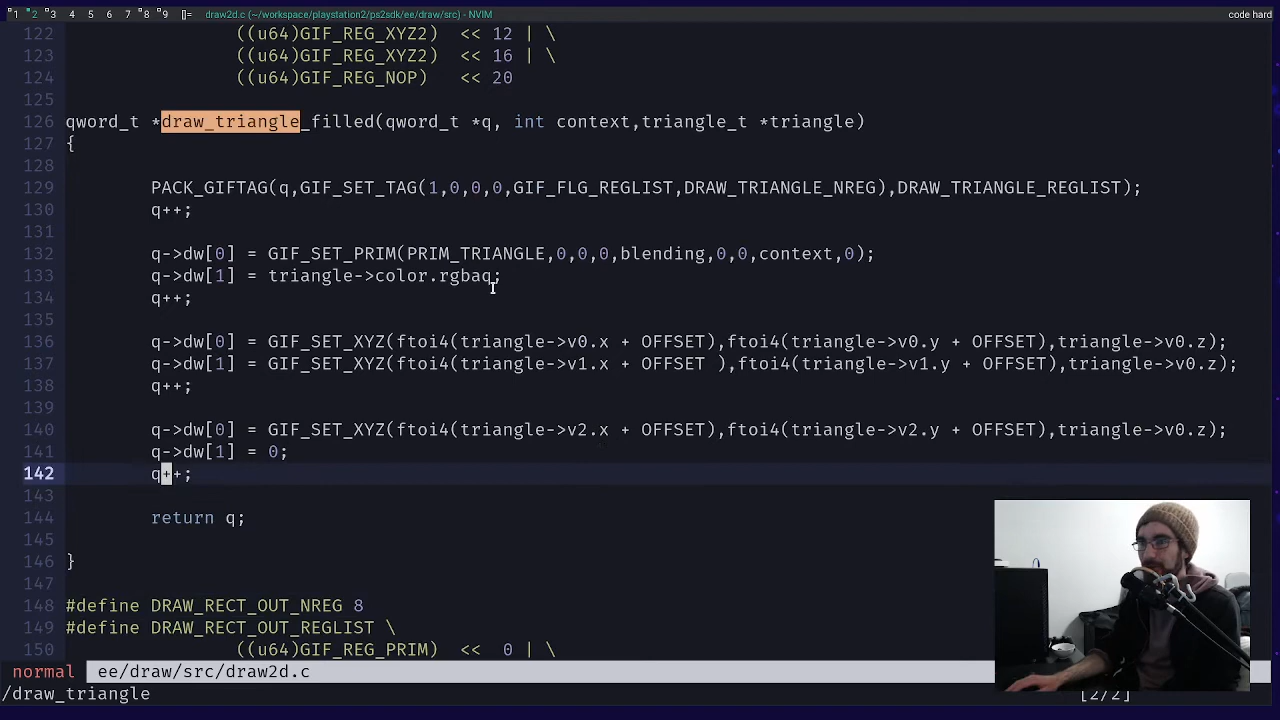 1 2 3 4 5 6 7 8 9 []= draw2d.c (~/workspace/playstation2/ps2sdk/ee/draw/src) - NVIM code hard
122 ((u64)GIF_REG_XYZ2) << 12 | \
123 ((u64)GIF_REG_XYZ2) << 16 | \
124 ((u64)GIF_REG_NOP) << 20
125
126 qword_t *draw_triangle_filled(qword_t *q, int context,triangle_t *triangle)
127 {
128
129 PACK_GIFTAG(q,GIF_SET_TAG(1,0,0,0,GIF_FLG_REGLIST,DRAW_TRIANGLE_NREG),DRAW_TRIANGLE_REGLIST);
130 q++;
131
132 q->dw[0] = GIF_SET_PRIM(PRIM_TRIANGLE,0,0,0,blending,0,0,context,0);
133 q->dw[1] = triangle->color.rgbaq;
134 q++;
135
136 q->dw[0] = GIF_SET_XYZ(ftoi4(triangle->v0.x + OFFSET),ftoi4(triangle->v0.y + OFFSET),triangle->v0.z);
137 q->dw[1] = GIF_SET_XYZ(ftoi4(triangle->v1.x + OFFSET ),ftoi4(triangle->v1.y + OFFSET),triangle->v0.z);
138 q++;
139
140 q->dw[0] = GIF_SET_XYZ(ftoi4(triangle->v2.x + OFFSET),ftoi4(triangle->v2.y + OFFSET),triangle->v0.z);
141 q->dw[1] = 0;
142 q++;
143
144 return q;
145
146 }
147
148 #define DRAW_RECT_OUT_NREG 8
149 #define DRAW_RECT_OUT_REGLIST \
150 ((u64)GIF_REG_PRIM) << 0 | \
normal ee/draw/src/draw2d.c
/draw_triangle [2/2]